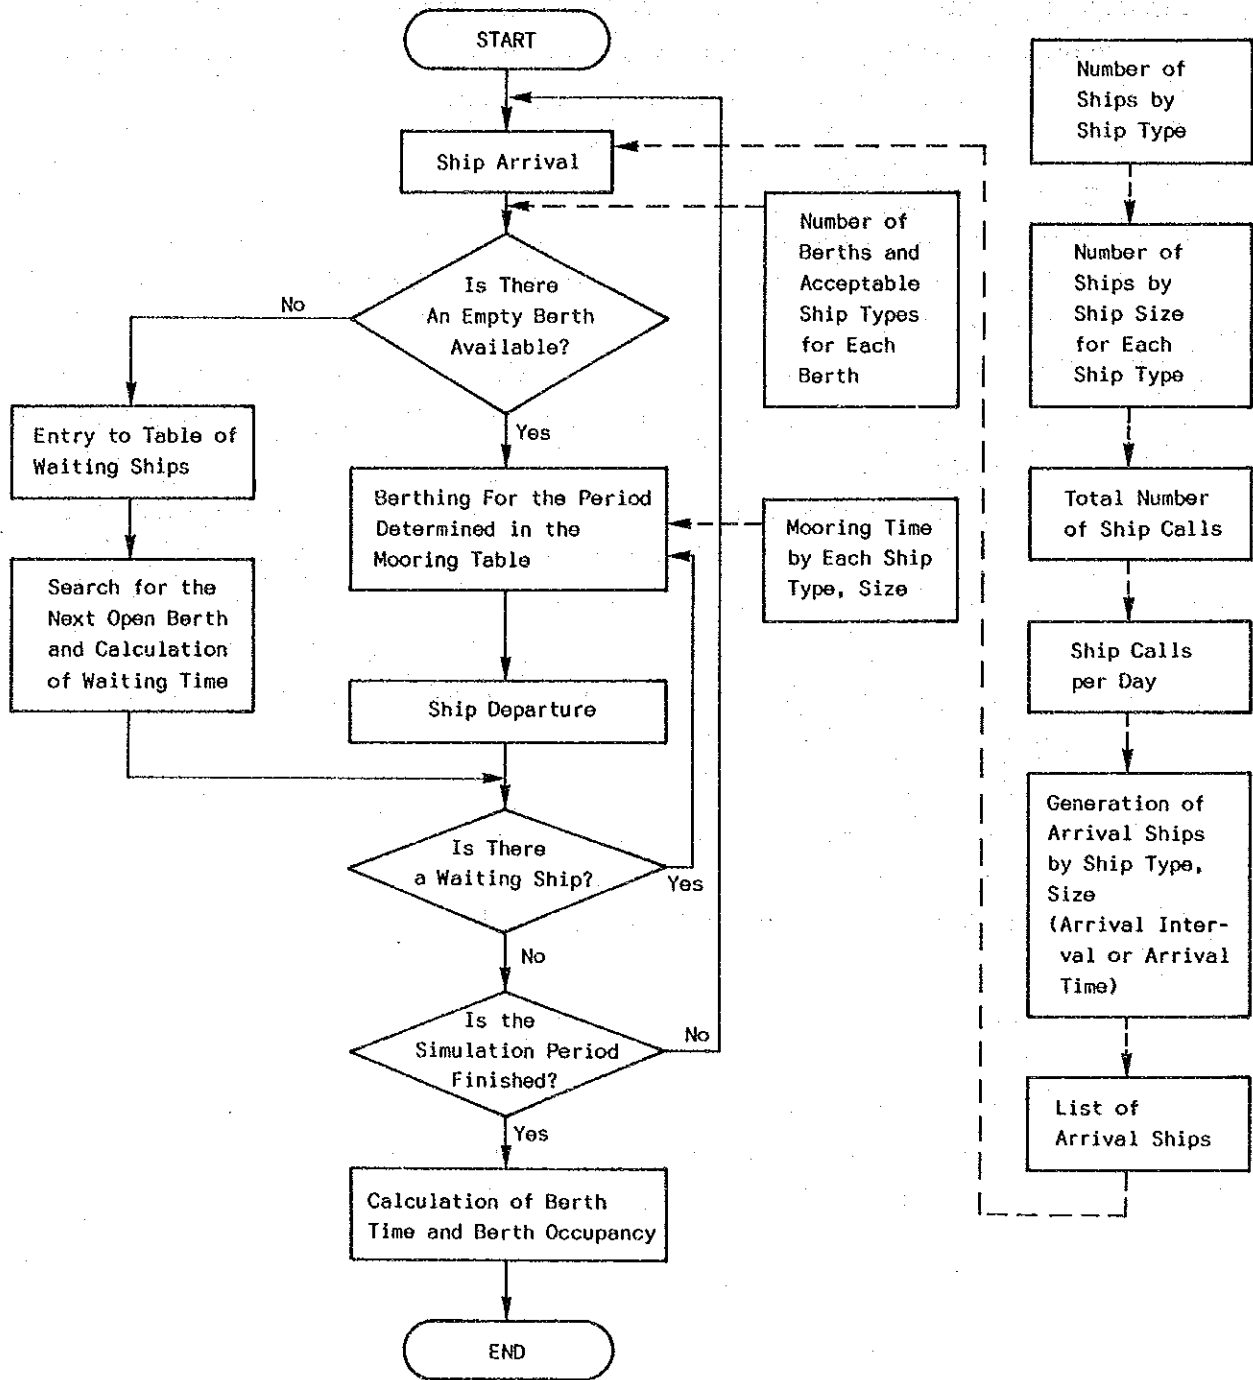 START
Ship Arrival
Is There
An Empty Berth
Available?
No
Yes
Entry to Table of
Waiting Ships
Search for the
Next Open Berth
and Calculation
of Waiting Time
Berthing For the Period
Determined in the
Mooring Table
Ship Departure
Is There
a Waiting Ship?
Yes
No
Is the
Simulation Period
Finished?
No
Yes
Calculation of Berth
Time and Berth Occupancy
END
Number of
Berths and
Acceptable
Ship Types
for Each
Berth
Mooring Time
by Each Ship
Type, Size
Number of
Ships by
Ship Type
Number of
Ships by
Ship Size
for Each
Ship Type
Total Number
of Ship Calls
Ship Calls
per Day
Generation of
Arrival Ships
by Ship Type,
Size
(Arrival Inter-
val or Arrival
Time)
List of
Arrival Ships